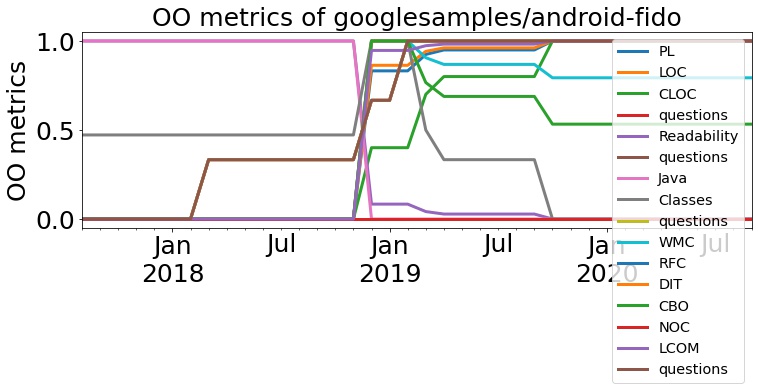 OO metrics of googlesamples/android-fido
OO metrics
1.0
0.5
0.0
Jan
2018
Jul
Jan
2019
Jul
Jan
2020
Jul
PL
LOC
CLOC
questions
Readability
questions
Java
Classes
questions
WMC
RFC
DIT
CBO
NOC
LCOM
questions